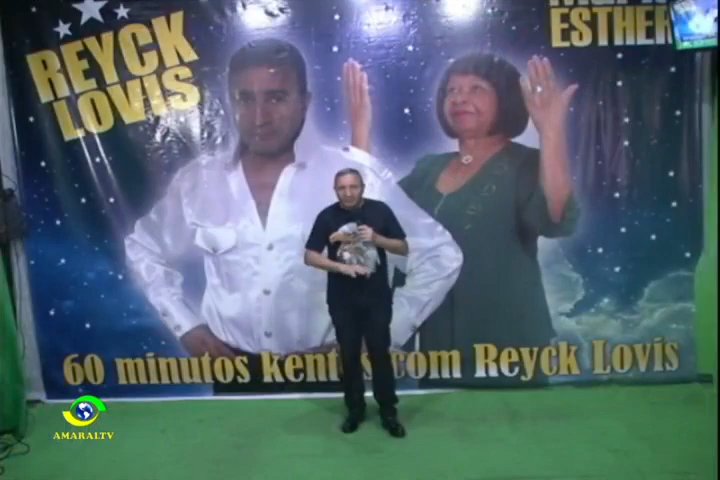 REYCK
LOVIS
ESTHER
60 minutos
com Reyck Lovis
AMARALTV